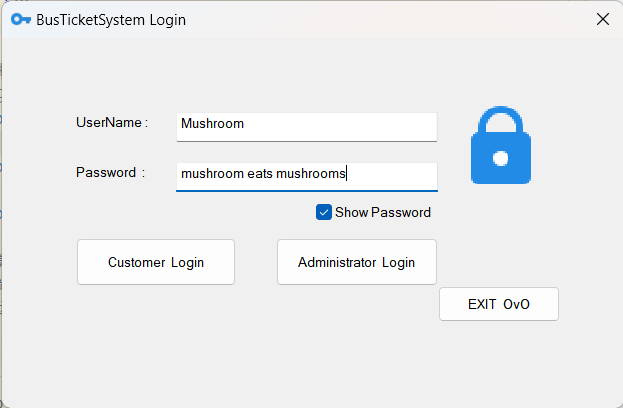 BusTicketSystem Login
UserName :
Mushroom
Password :
mushroom eats mushrooms
Show Password
Customer Login
Administrator Login
EXIT OvO